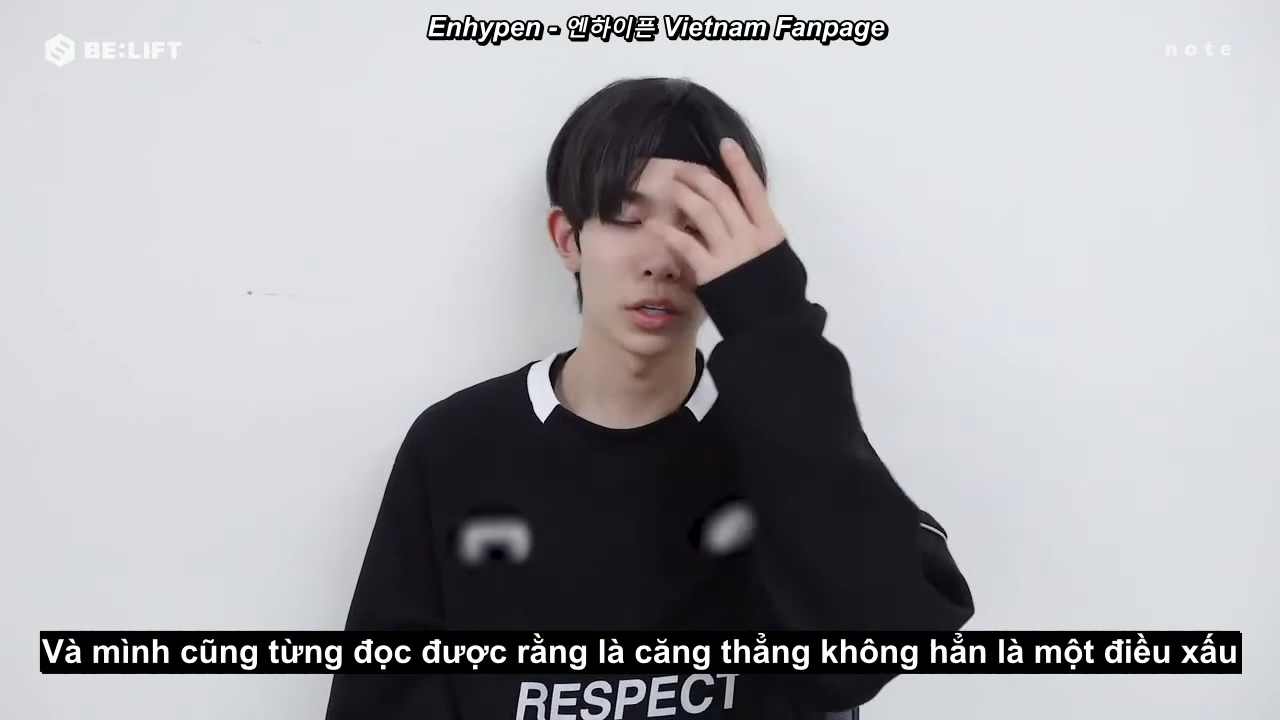 Enhypen - 엔하이픈 Vietnam Fanpage
BE:LIFT
note
Và mình cũng từng đọc được rằng là căng thẳng không hẳn là một điều xấu
RESPECT